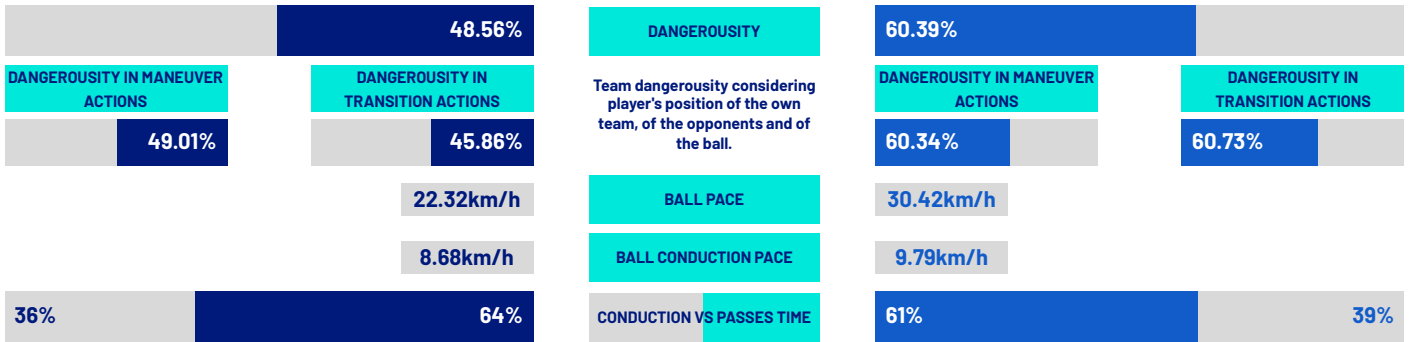 48.56%
DANGEROUSITY
60.39%
DANGEROUSITY IN MANEUVER
ACTIONS
DANGEROUSITY IN
TRANSITION ACTIONS
Team dangerousity considering
player's position of the own
team, of the opponents and of
the ball.
DANGEROUSITY IN MANEUVER
ACTIONS
DANGEROUSITY IN
TRANSITION ACTIONS
49.01%
45.86%
60.34%
60.73%
22.32km/h
BALL PACE
30.42km/h
8.68km/h
BALL CONDUCTION PACE
9.79km/h
36%
64%
CONDUCTION VS PASSES TIME
61%
39%